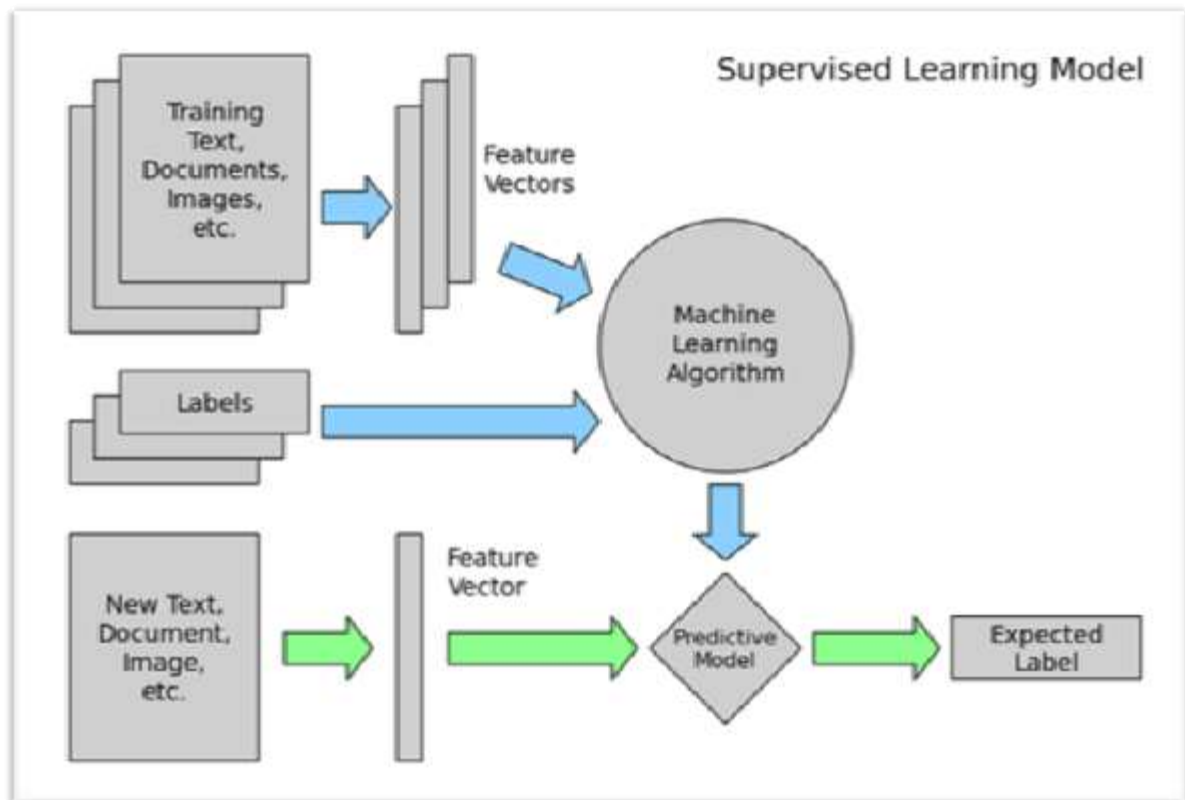 Supervised Learning Model
Training
Text,
Documents,
Images,
etc.
Feature
Vectors
Machine
Learning
Algorithm
Labels
New Text,
Document,
Image,
etc.
Feature
Vector
Predictive
Model
Expected
Label